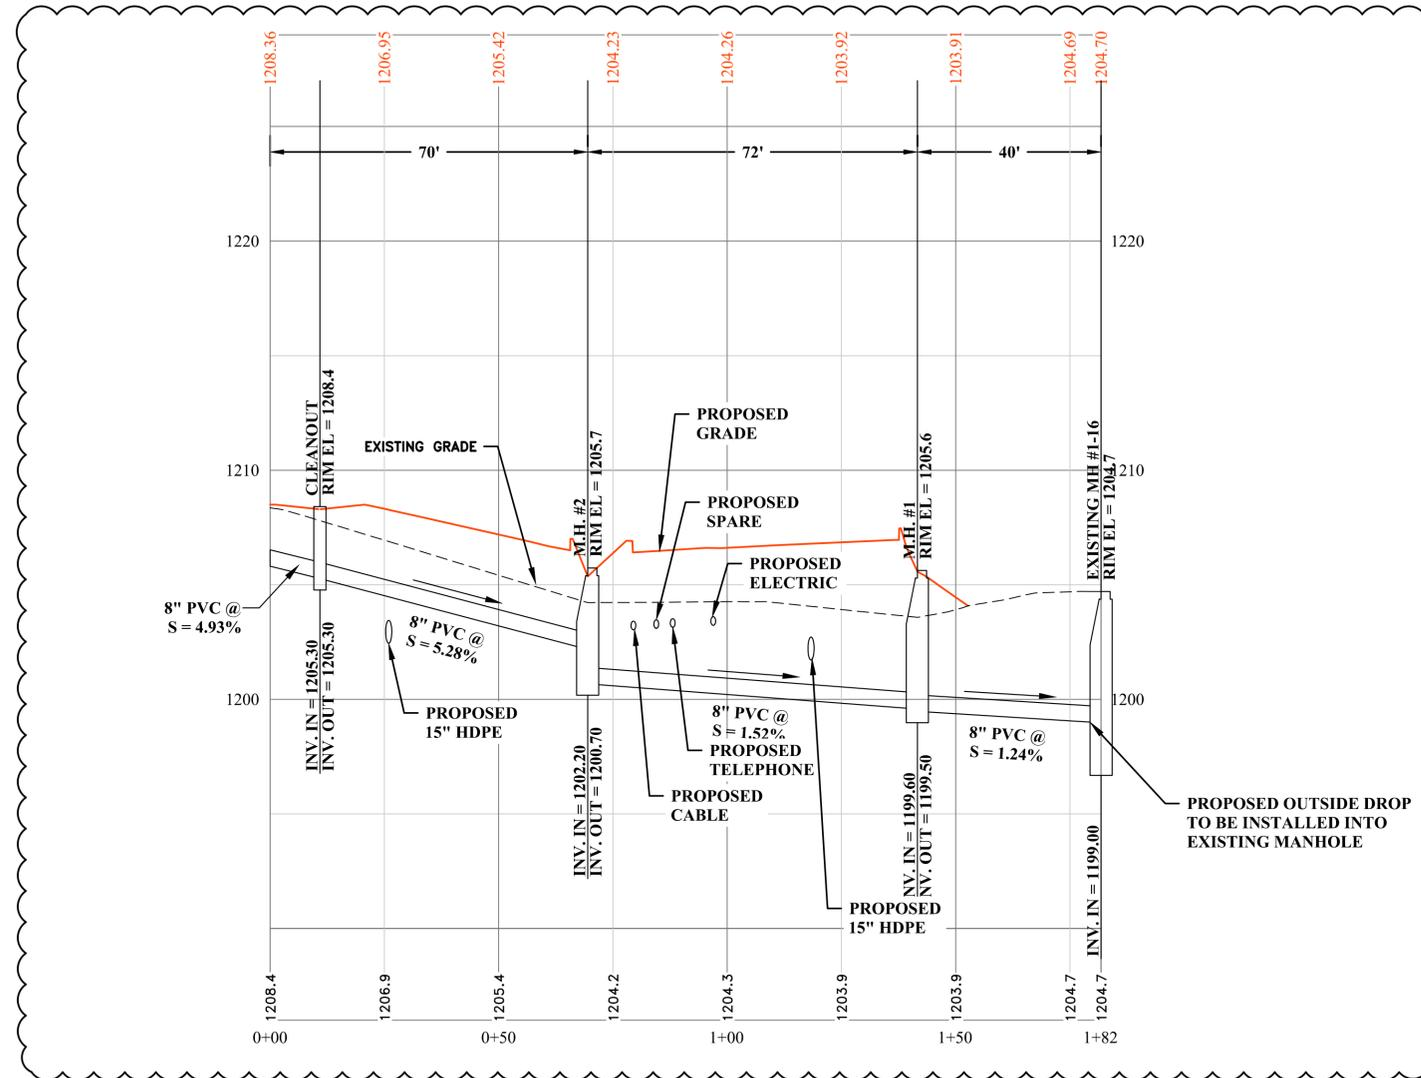 1208.36
1206.95
1205.42
1204.23
1204.26
1203.92
1203.91
1204.69
1204.70
70'
72'
40'
1220
1220
CLEANOUT
RIM EL = 1208.4
EXISTING GRADE
M.H. #2
RIM EL = 1205.7
PROPOSED
GRADE
PROPOSED
SPARE
PROPOSED
ELECTRIC
M.H. #1
RIM EL = 1205.6
EXISTING MH #1-16
RIM EL = 1204.7
1210
1210
8" PVC @
S = 4.93%
8" PVC @
S = 5.28%
INV. IN = 1205.30
INV. OUT = 1205.30
1200
1200
PROPOSED
15" HDPE
8" PVC @
S = 1.52%
PROPOSED
TELEPHONE
PROPOSED
CABLE
INV. IN = 1202.20
INV. OUT = 1200.70
8" PVC @
S = 1.24%
NV. IN = 1199.60
NV. OUT = 1199.50
PROPOSED OUTSIDE DROP
TO BE INSTALLED INTO
EXISTING MANHOLE
PROPOSED
15" HDPE
INV. IN = 1199.00
1208.4
1206.9
1205.4
1204.2
1204.3
1203.9
1203.9
1204.7
1204.7
0+00
0+50
1+00
1+50
1+82